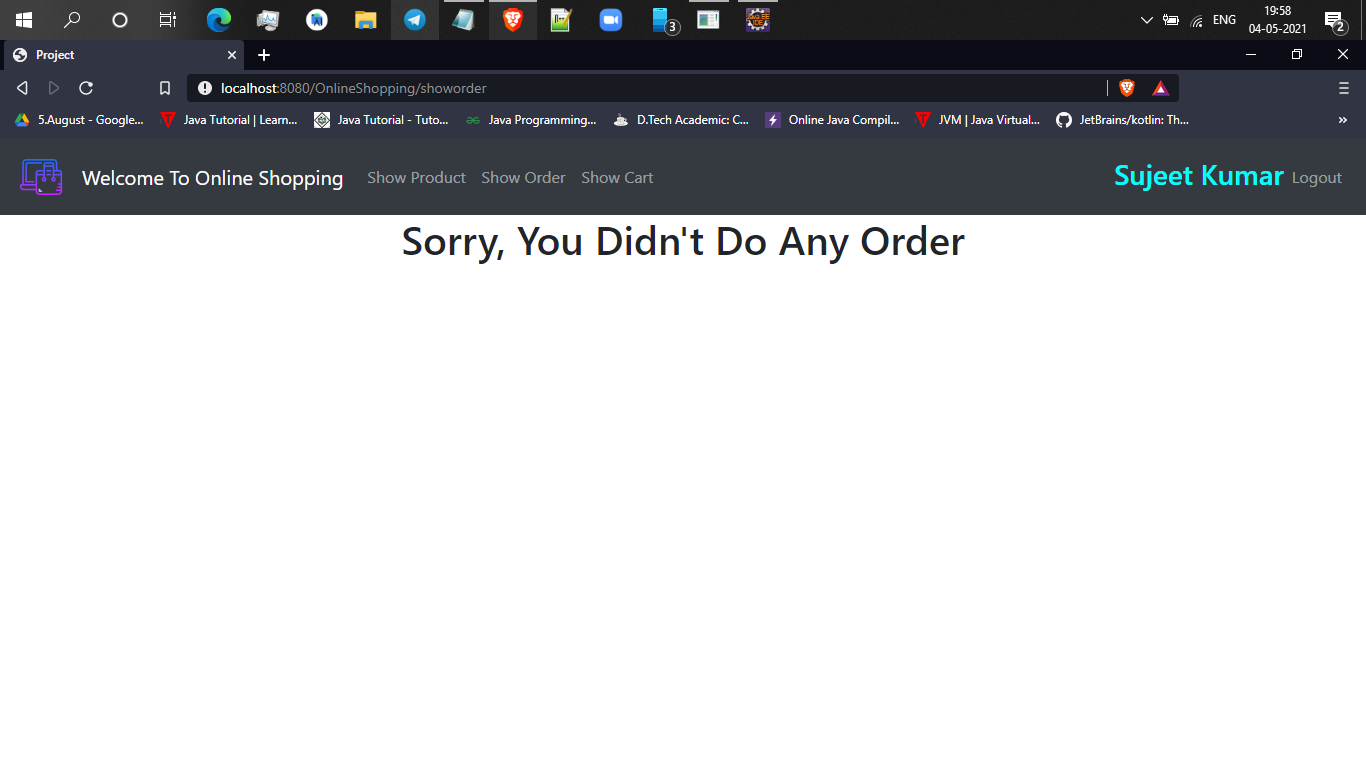 3
ENG
19:58
04-05-2021
2
Project
localhost:8080/OnlineShopping/showorder
5.August - Google...
Java Tutorial | Learn...
Java Tutorial - Tuto...
Java Programming...
D.Tech Academic: C...
Online Java Compil...
JVM | Java Virtual...
JetBrains/kotlin: Th...
»
Welcome To Online Shopping
Show Product
Show Order
Show Cart
Sujeet Kumar
Logout
Sorry, You Didn't Do Any Order